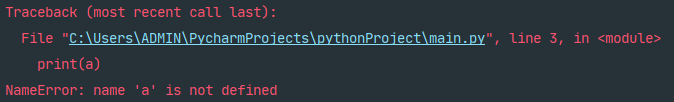 Traceback (most recent call last):
  File "C:\Users\ADMIN\PycharmProjects\pythonProject\main.py", line 3, in <module>
    print(a)
NameError: name 'a' is not defined